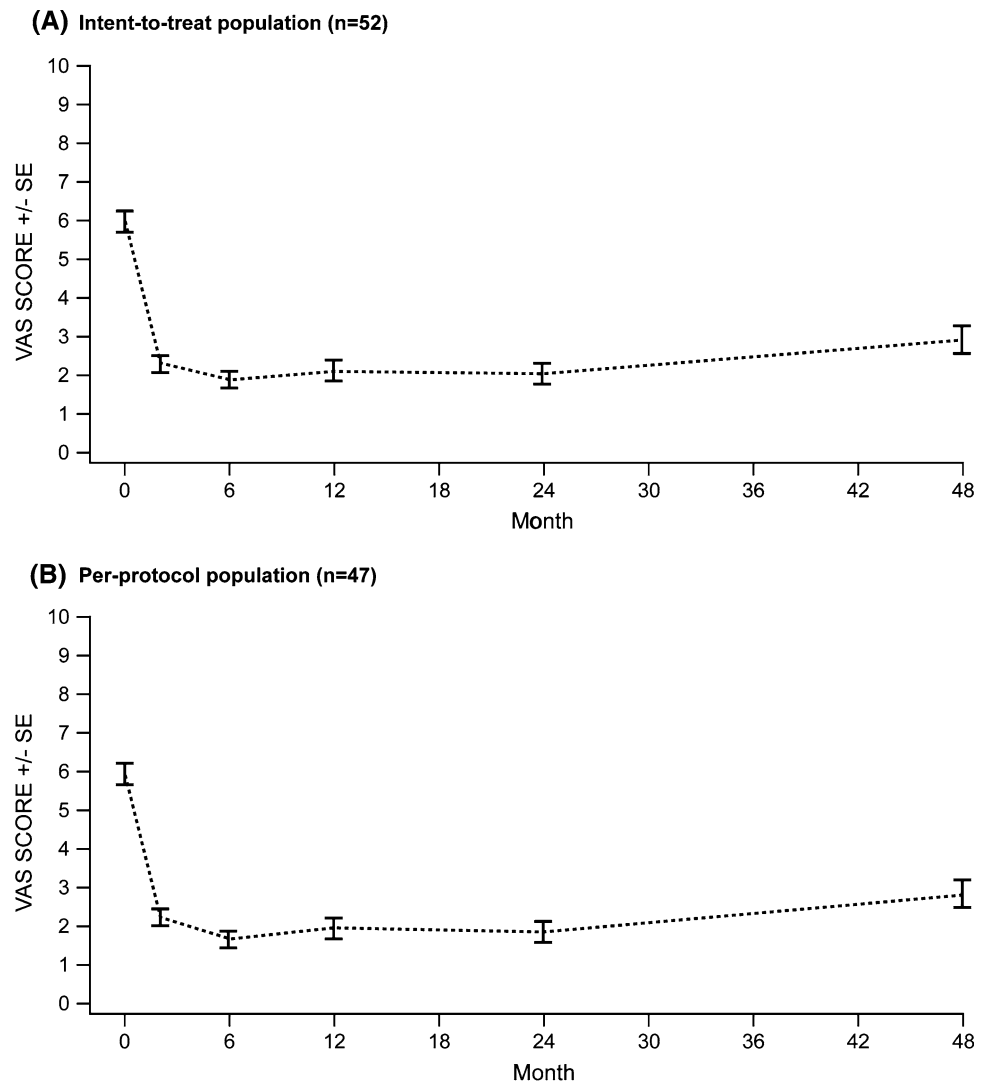 (A) Intent-to-treat population (n=52)
10
9
8
7
6
5
4
3
2
1
0
VAS SCORE +/- SE
0 6 12 18 24 30 36 42 48
Month
(B) Per-protocol population (n=47)
10
9
8
7
6
5
4
3
2
1
0
VAS SCORE +/- SE
0 6 12 18 24 30 36 42 48
Month